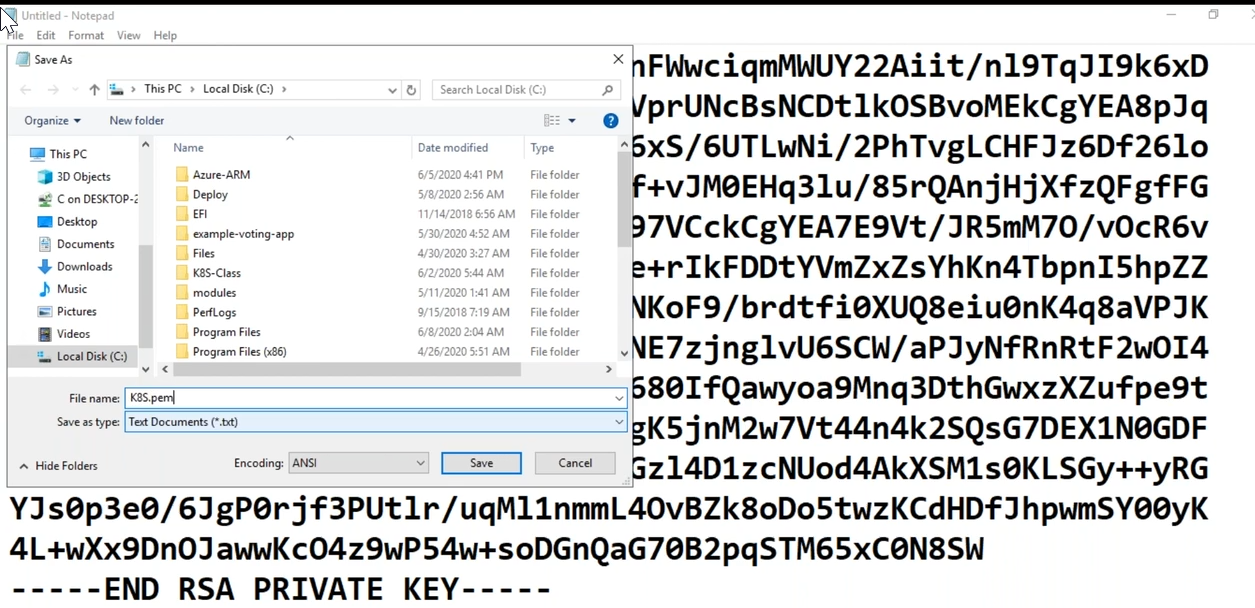 Untitled - Notepad
File Edit Format View Help
Save As
This PC > Local Disk (C:) >
Search Local Disk (C:)
Organize
New folder
This PC
3D Objects
C on DESKTOP-2
Desktop
Documents
Downloads
Music
Pictures
Videos
Local Disk (C:)
Name Date modified Type
Azure-ARM 6/5/2020 4:41 PM File folder
Deploy 5/8/2020 2:56 AM File folder
EFI 11/14/2018 6:56 AM File folder
example-voting-app 5/30/2020 4:52 AM File folder
Files 4/30/2020 3:27 AM File folder
K8S-Class 6/2/2020 5:44 AM File folder
modules 5/11/2020 1:41 AM File folder
PerfLogs 9/15/2018 7:19 AM File folder
Program Files 6/8/2020 2:04 AM File folder
Program Files (x86) 4/26/2020 5:51 AM File folder
File name: K8S.pem
Save as type: Text Documents (*.txt)
Hide Folders
Encoding: ANSI
Save
Cancel
nFWwciqmMWUY22Aiit/nl9TqJI9k6xD
VprUNcBsNCDtlkOSBvoMEkCgYEA8pJq
6xS/6UTLwNi/2PhTvgLCHFJz6Df26lo
f+vJM0EHq3lu/85rQAnjHjXfzQFgfFG
97VCckCgYEA7E9Vt/JR5mM7O/vOcR6v
e+rIkFDDtYVmZxZsYhKn4TbpnI5hpZZ
NKoF9/brdtfi0XUQ8eiu0nK4q8aVPJK
NE7zjnglvU6SCW/aPJyNfRnRtF2wOI4
680IfQawyoa9Mnq3DthGwxzXZufpe9t
gK5jnM2w7Vt44n4k2SQsG7DEX1N0GDF
Gzl4D1zcNUod4AkXSM1s0KLSGy++yRG
YJs0p3e0/6JgP0rjf3PUtlr/uqMl1nmmL4OvBZk8oDo5twzKCdHDfJhpwmSY00yK
4L+wXx9DnOJawwKcO4z9wP54w+soDGnQaG70B2pqSTM65xC0N8SW
-----END RSA PRIVATE KEY-----